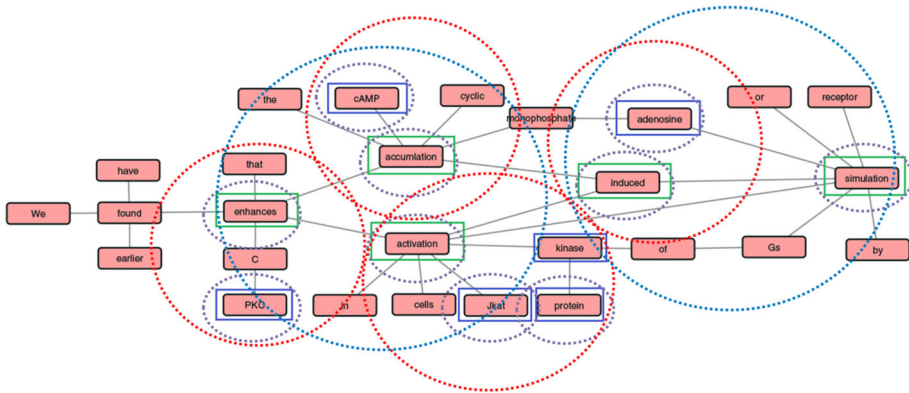 the
cAMP
cyclic
monophosphate
adenosine
or
receptor
have
that
accumlation
induced
simulation
We
found
enhances
activation
kinase
of
Gs
by
earlier
C
PKC
in
cells
Jkat
protein